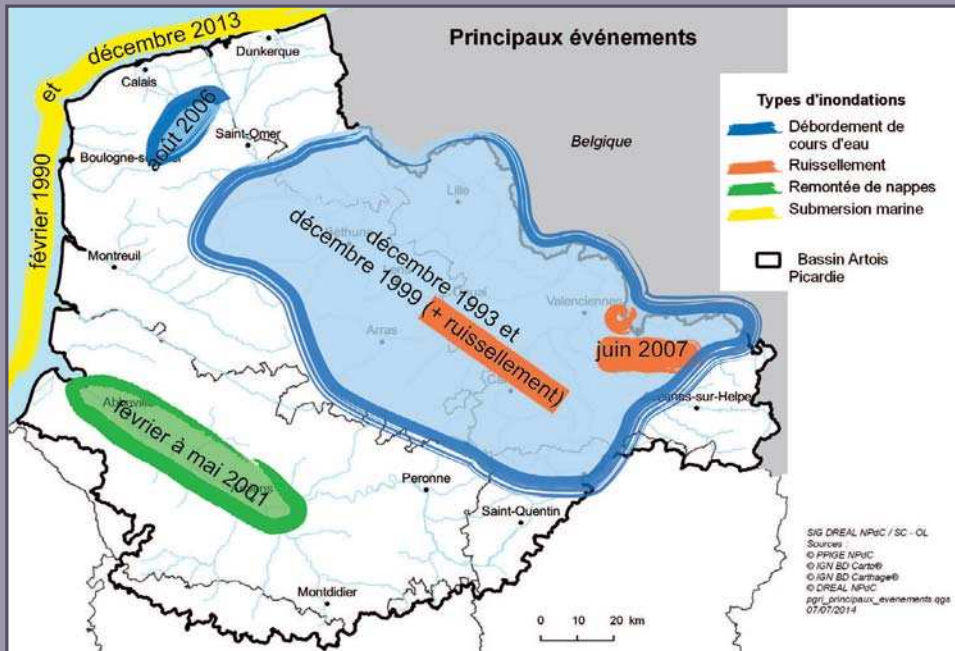 Principaux événements
février 1990
et
décembre 2013
Dunkerque
Calais
août 2006
Saint-Omer
Belgique
Lille
Montreuil
décembre 1993 et
décembre 1999 (+ ruissellement)
Valenciennes
Arras
juin 2007
février à mai 2001
Peronne
Saint-Quentin
Montdidier
0 10 20 km
Types d'inondations
Débordement de
cours d'eau
Ruissellement
Remontée de nappes
Submersion marine
Bassin Artois
Picardie
SIG DREAL NPdC / SC - OL
Sources :
© PPIGE NPdC
© IGN BD Carto®
© IGN BD Carthage®
© DREAL NPdC
pgri_principaux_evenements.qgs
07/07/2014